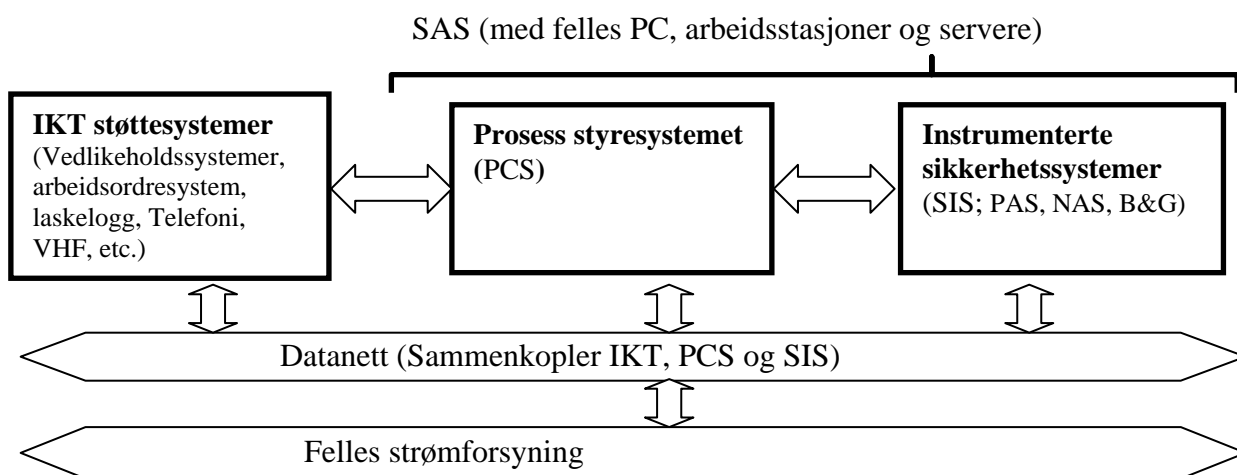 SAS (med felles PC, arbeidsstasjoner og servere)
IKT støttesystemer
(Vedlikeholdssystemer,
arbeidsordresystem,
laskelogg, Telefoni,
VHF, etc.)
Prosess styresystemet
(PCS)
Instrumenterte
sikkerhetssystemer
(SIS; PAS, NAS, B&G)
Datanett (Sammenkopler IKT, PCS og SIS)
Felles strømforsyning